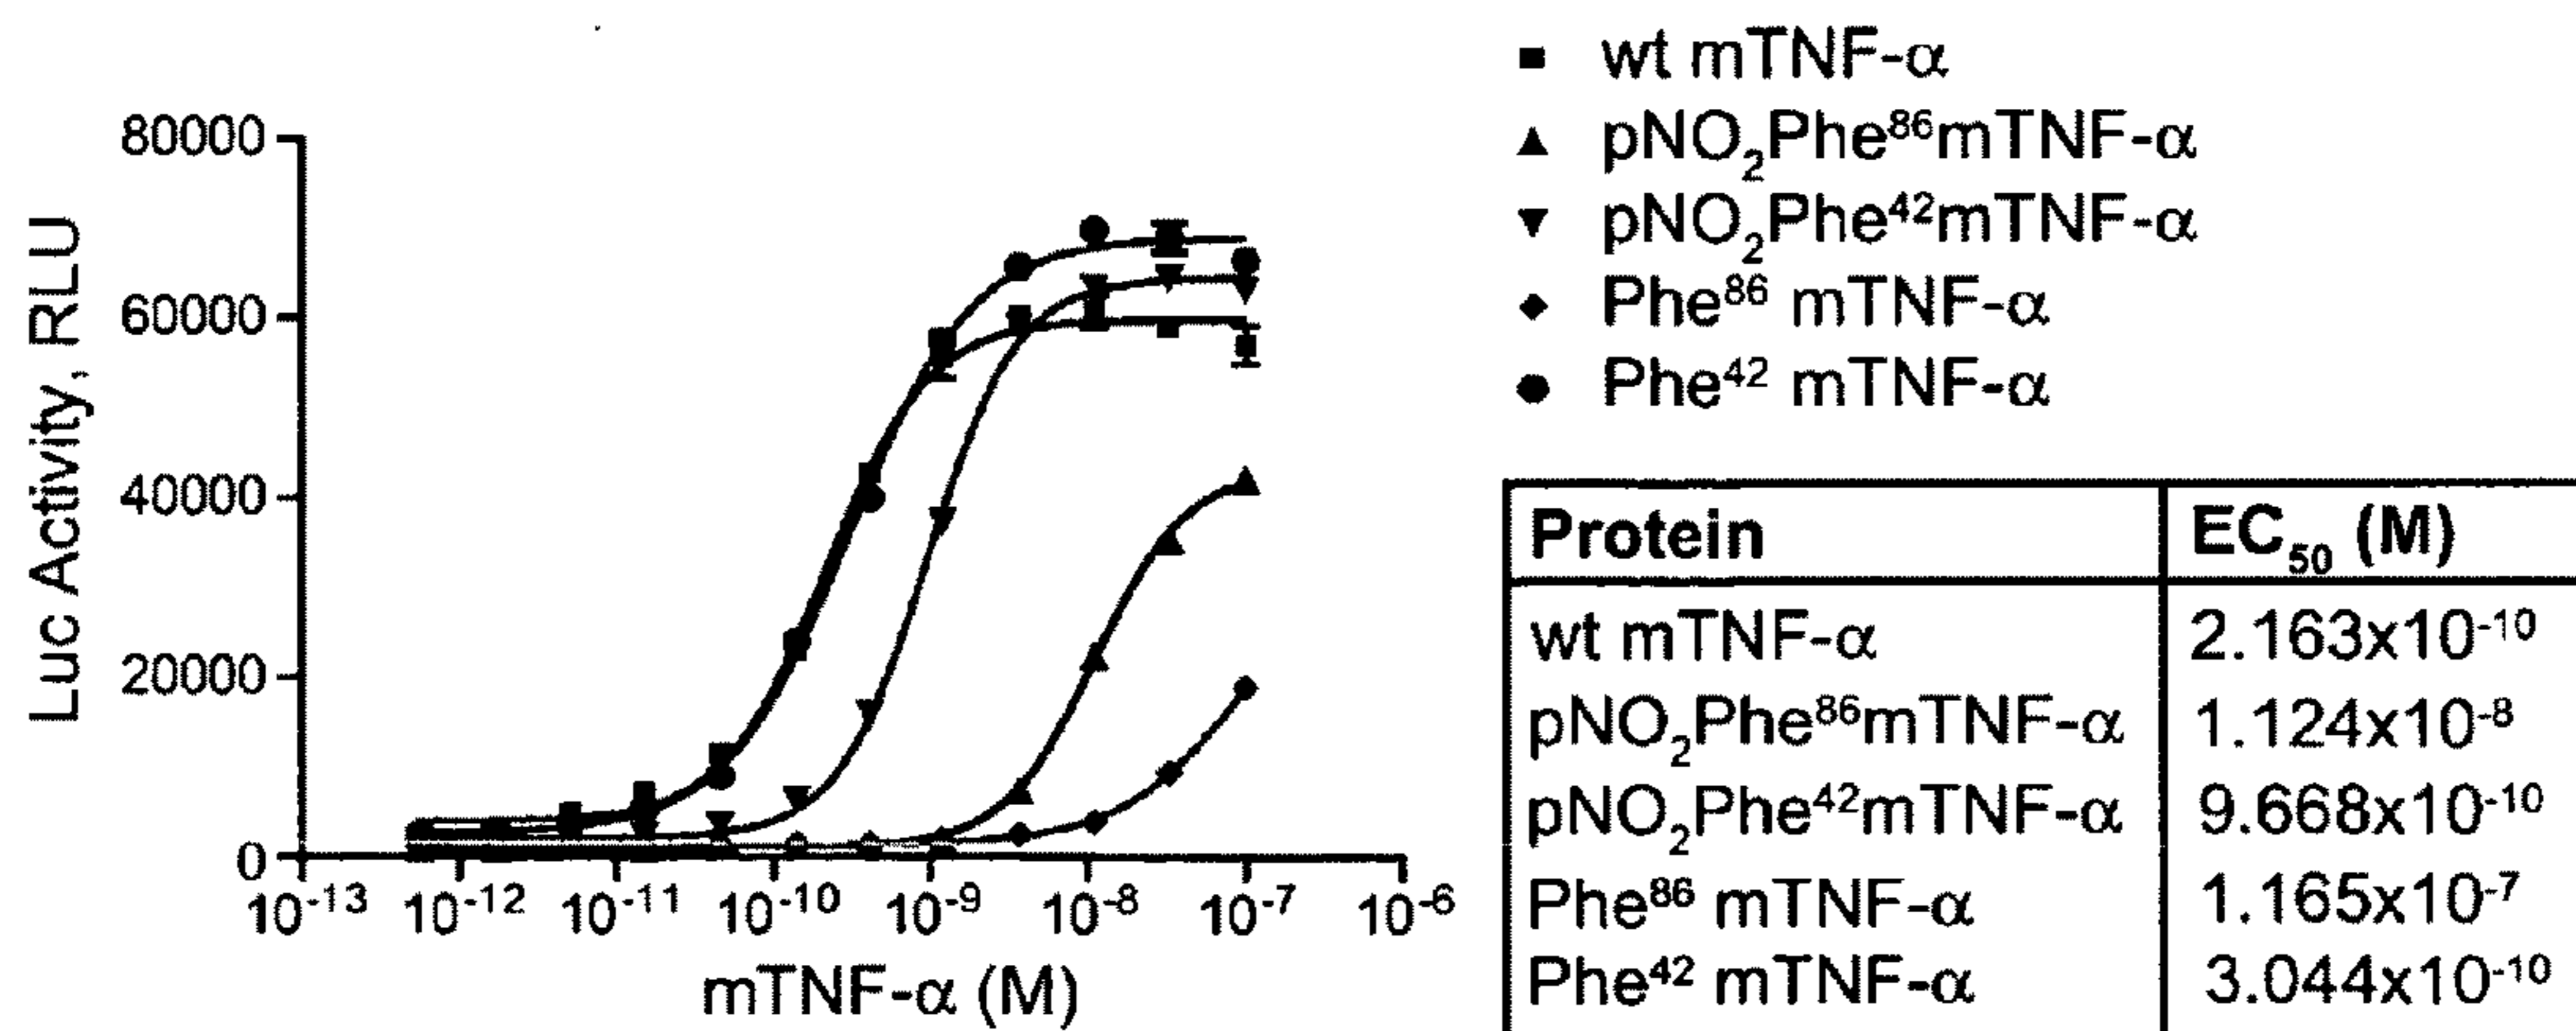 wt mTNF-α
pNO₂Phe⁸⁶mTNF-α
pNO₂Phe⁴²mTNF-α
Phe⁸⁶ mTNF-α
Phe⁴² mTNF-α
Luc Activity, RLU
80000
60000
40000
20000
0
10⁻¹³ 10⁻¹² 10⁻¹¹ 10⁻¹⁰ 10⁻⁹ 10⁻⁸ 10⁻⁷ 10⁻⁶
mTNF-α (M)
Protein EC₅₀ (M)
wt mTNF-α 2.163x10⁻¹⁰
pNO₂Phe⁸⁶mTNF-α 1.124x10⁻⁸
pNO₂Phe⁴²mTNF-α 9.668x10⁻¹⁰
Phe⁸⁶ mTNF-α 1.165x10⁻⁷
Phe⁴² mTNF-α 3.044x10⁻¹⁰